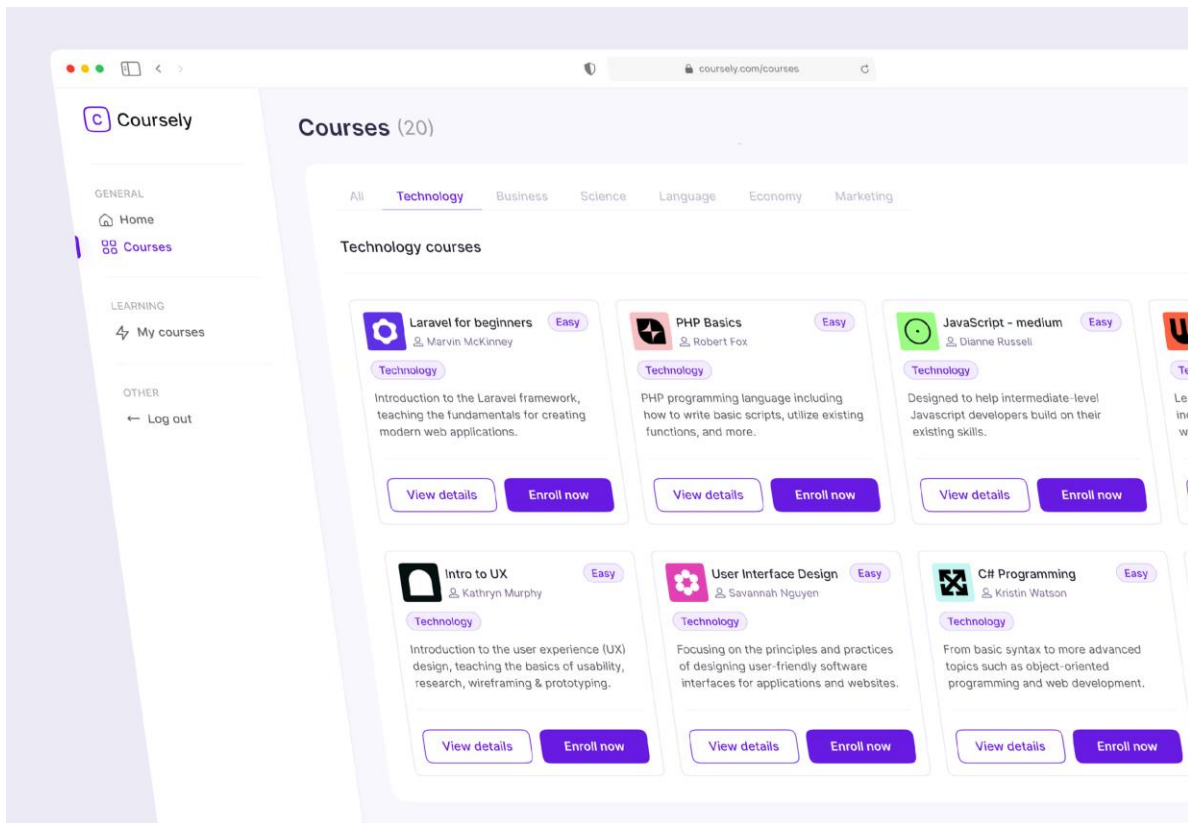 coursely.com/courses
C Coursely
Courses (20)
GENERAL
Home
Courses
LEARNING
My courses
OTHER
Log out
All Technology Business Science Language Economy Marketing
Technology courses
Laravel for beginners Easy
Marvin McKinney
Technology
Introduction to the Laravel framework,
teaching the fundamentals for creating
modern web applications.
View details Enroll now
PHP Basics Easy
Robert Fox
Technology
PHP programming language including
how to write basic scripts, utilize existing
functions, and more.
View details Enroll now
JavaScript - medium Easy
Dianne Russell
Technology
Designed to help intermediate-level
Javascript developers build on their
existing skills.
View details Enroll now
Intro to UX Easy
Kathryn Murphy
Technology
Introduction to the user experience (UX)
design, teaching the basics of usability,
research, wireframing & prototyping.
View details Enroll now
User Interface Design Easy
Savannah Nguyen
Technology
Focusing on the principles and practices
of designing user-friendly software
interfaces for applications and websites.
View details Enroll now
C# Programming Easy
Kristin Watson
Technology
From basic syntax to more advanced
topics such as object-oriented
programming and web development.
View details Enroll now